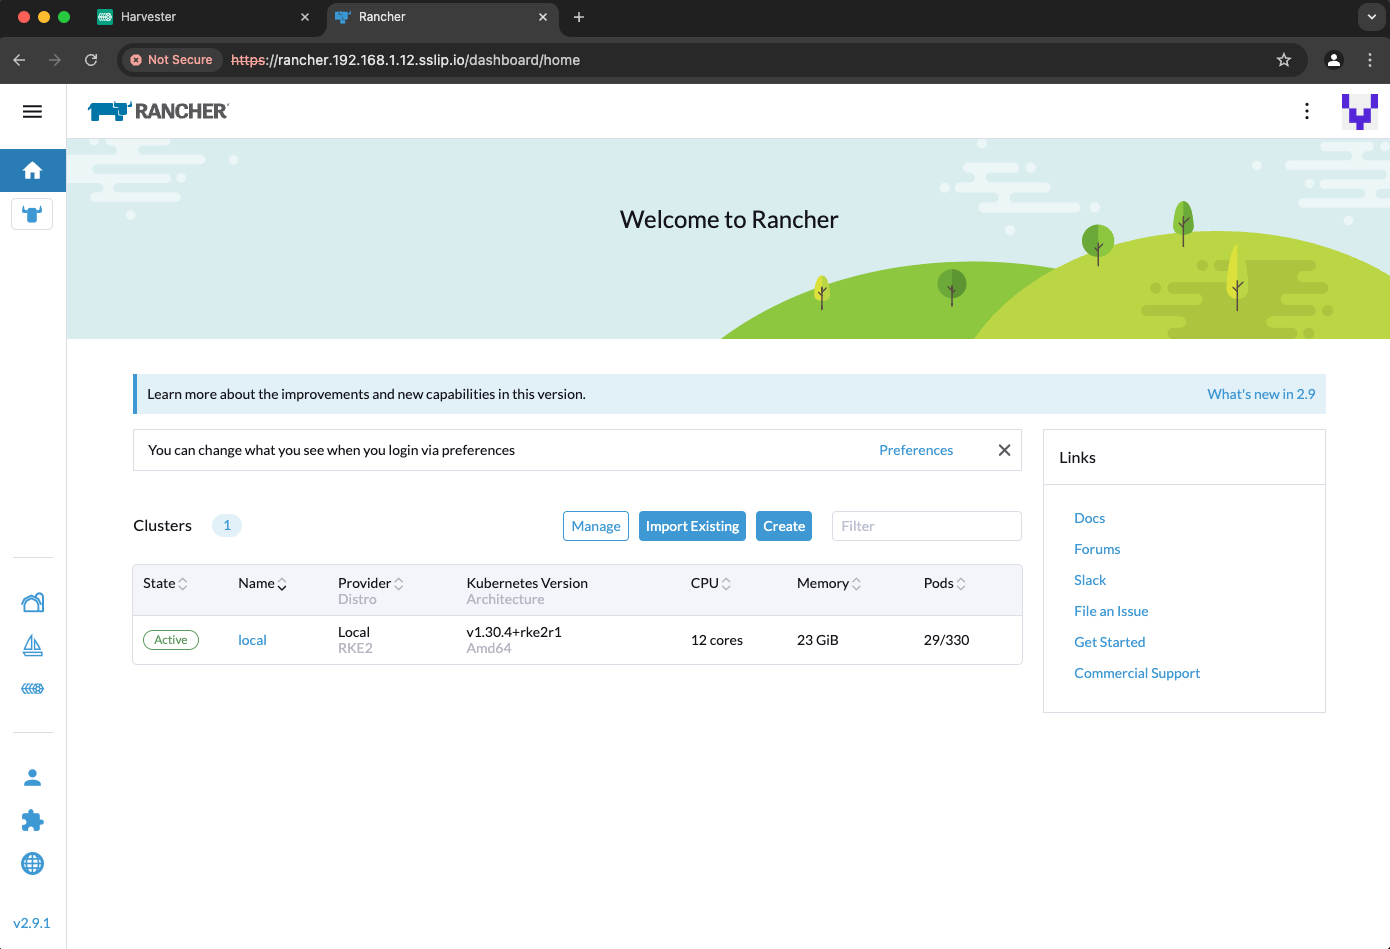 Harvester
Rancher
Not Secure
https://rancher.192.168.1.12.sslip.io/dashboard/home
RANCHER
Welcome to Rancher
Learn more about the improvements and new capabilities in this version.
What's new in 2.9
You can change what you see when you login via preferences
Preferences
Links
Docs
Forums
Slack
File an Issue
Get Started
Commercial Support
Clusters 1
Manage
Import Existing
Create
Filter
State Name Provider Kubernetes Version CPU Memory Pods
Distro Architecture
Active local Local v1.30.4+rke2r1 12 cores 23 GiB 29/330
RKE2 Amd64
v2.9.1